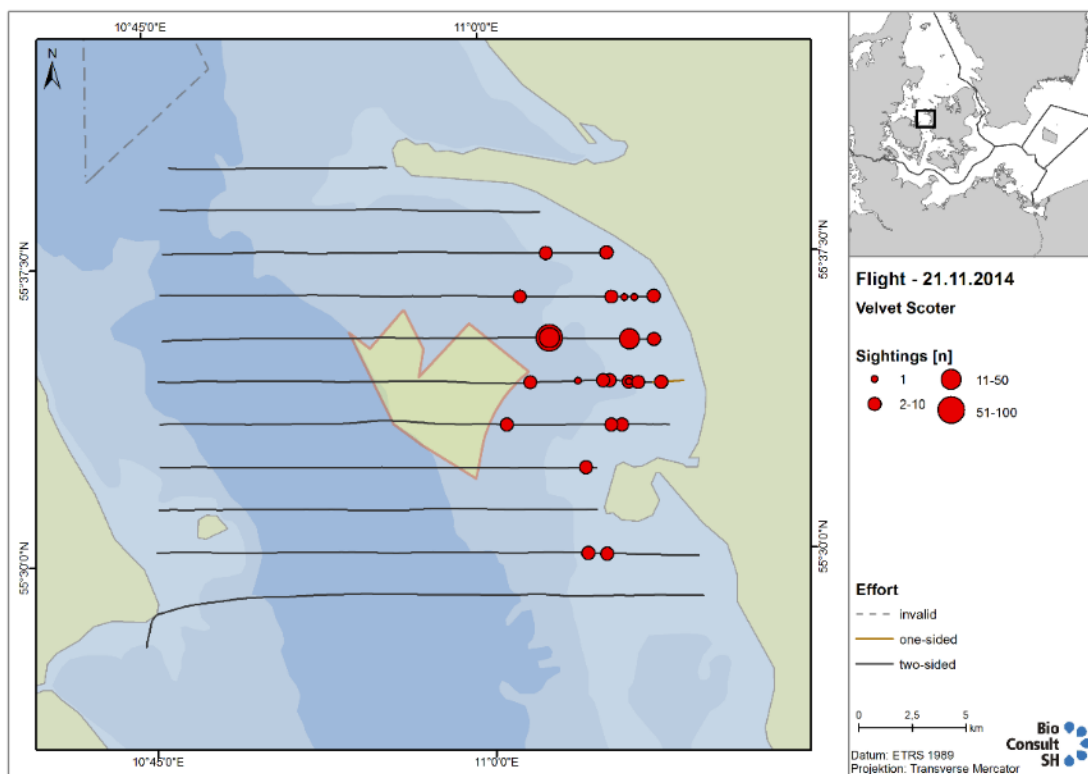 10°45'0"E
11°0'0"E
N
55°37'30"N
55°37'30"N
55°30'0"N
55°30'0"N
10°45'0"E
11°0'0"E
Flight - 21.11.2014
Velvet Scoter
Sightings [n]
1
11-50
2-10
51-100
Effort
invalid
one-sided
two-sided
0 2,5 5
km
Datum: ETRS 1989
Projektion: Transverse Mercator
Bio
Consult
SH